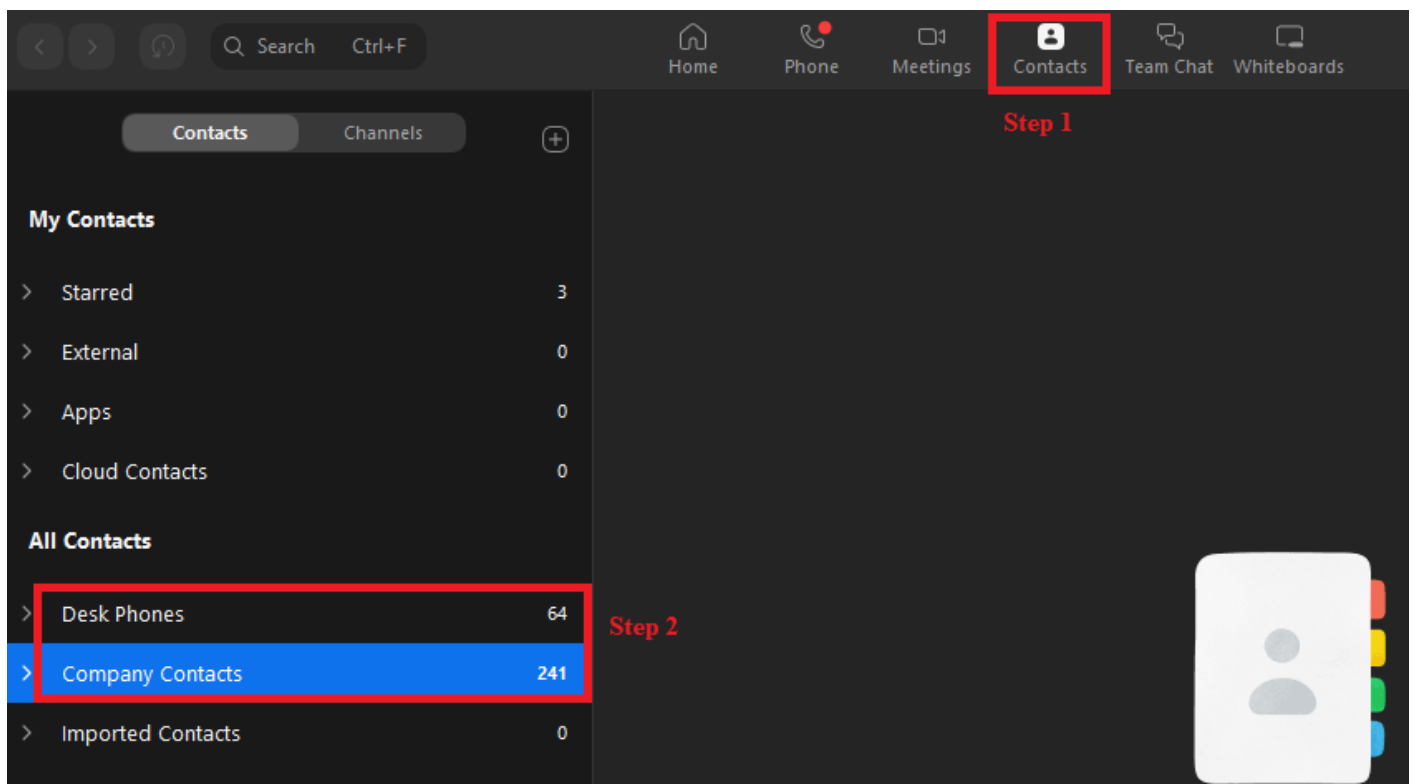 Search Ctrl+F
Home Phone Meetings Contacts Team Chat Whiteboards
Step 1
Contacts Channels
My Contacts
Starred 3
External 0
Apps 0
Cloud Contacts 0
All Contacts
Desk Phones 64
Step 2
Company Contacts 241
Imported Contacts 0